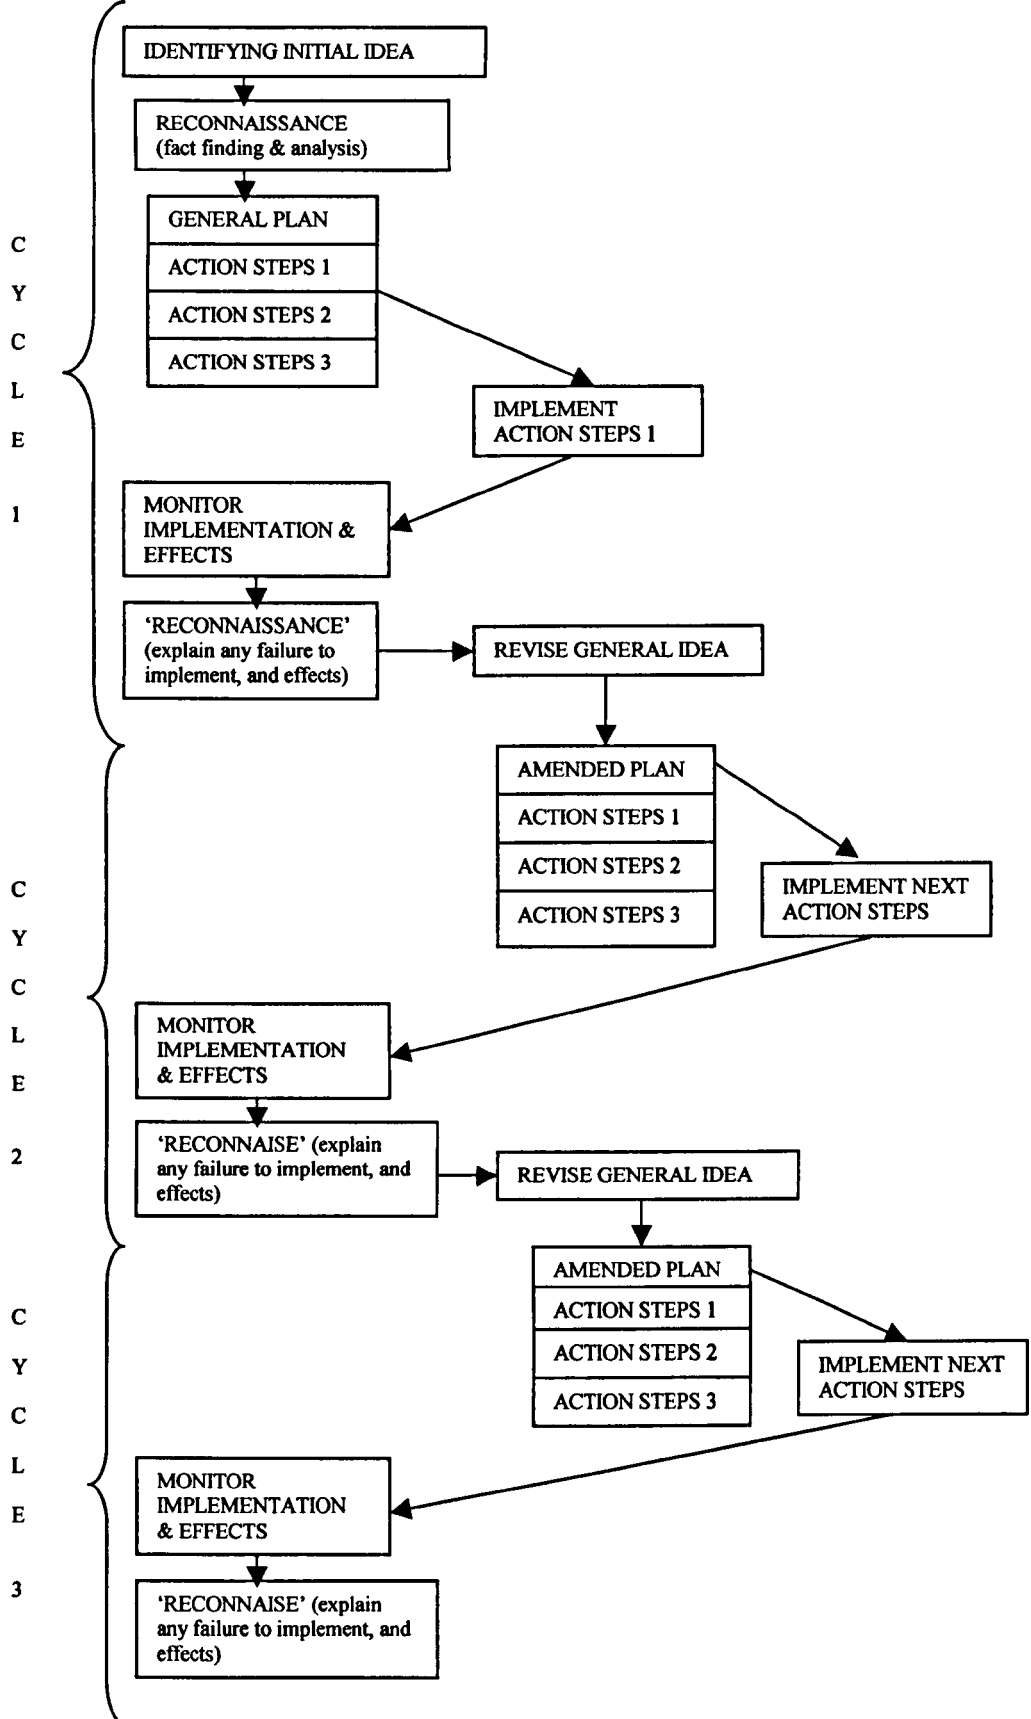 IDENTIFYING INITIAL IDEA
RECONNAISSANCE
(fact finding & analysis)
GENERAL PLAN
ACTION STEPS 1
ACTION STEPS 2
ACTION STEPS 3
IMPLEMENT
ACTION STEPS 1
MONITOR
IMPLEMENTATION &
EFFECTS
'RECONNAISSANCE'
(explain any failure to
implement, and effects)
REVISE GENERAL IDEA
CYCLE 1
AMENDED PLAN
ACTION STEPS 1
ACTION STEPS 2
ACTION STEPS 3
IMPLEMENT NEXT
ACTION STEPS
MONITOR
IMPLEMENTATION
& EFFECTS
'RECONNAISE' (explain
any failure to implement, and
effects)
REVISE GENERAL IDEA
CYCLE 2
AMENDED PLAN
ACTION STEPS 1
ACTION STEPS 2
ACTION STEPS 3
IMPLEMENT NEXT
ACTION STEPS
MONITOR
IMPLEMENTATION
& EFFECTS
'RECONNAISE' (explain
any failure to implement, and
effects)
CYCLE 3